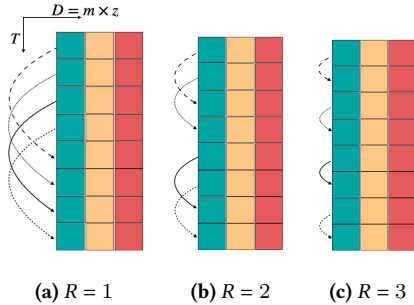 D = m × z
T
(a) R = 1 (b) R = 2 (c) R = 3